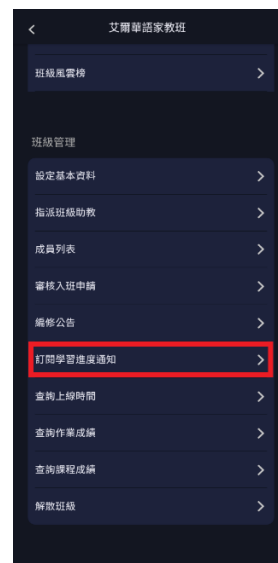 艾爾華語家教班
班級風雲榜
班級管理
設定基本資料
指派班級助教
成員列表
審核入班申請
編修公告
訂閱學習進度通知
查詢上線時間
查詢作業成績
查詢課程成績
解散班級